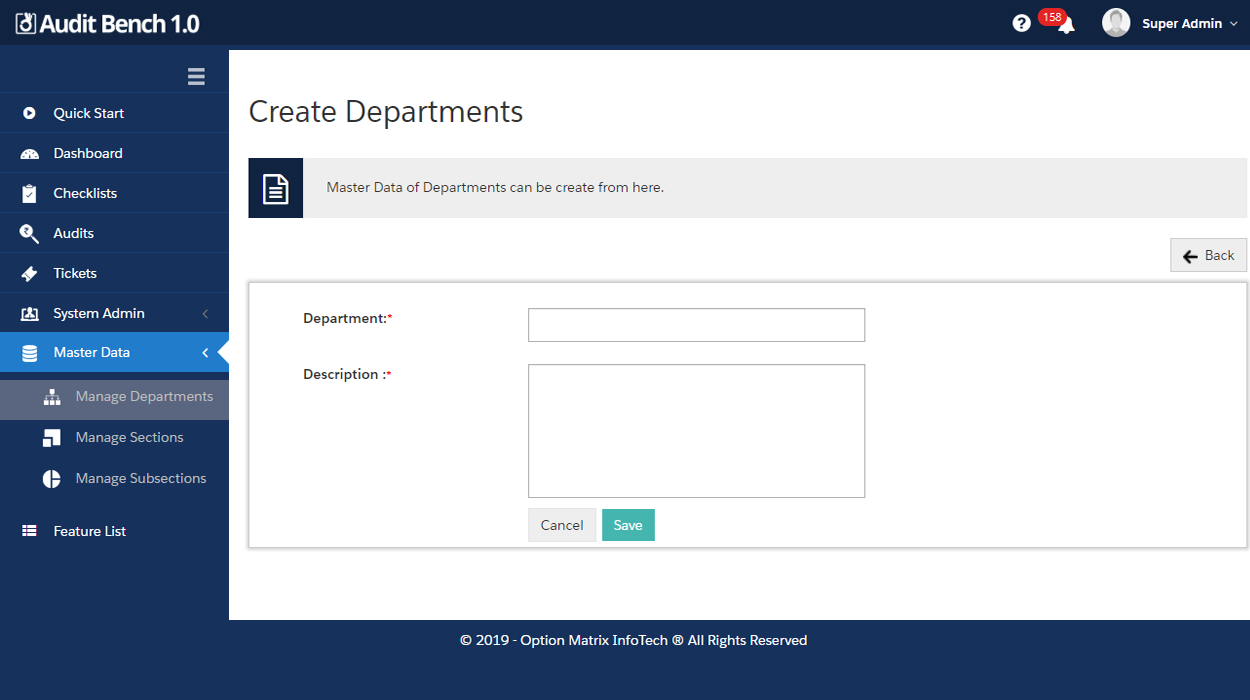 Audit Bench 1.0
158
Super Admin
Quick Start
Dashboard
Checklists
Audits
Tickets
System Admin
Master Data
Manage Departments
Manage Sections
Manage Subsections
Feature List
Create Departments
Master Data of Departments can be create from here.
Back
Department:*
Description :*
Cancel
Save
© 2019 - Option Matrix InfoTech ® All Rights Reserved